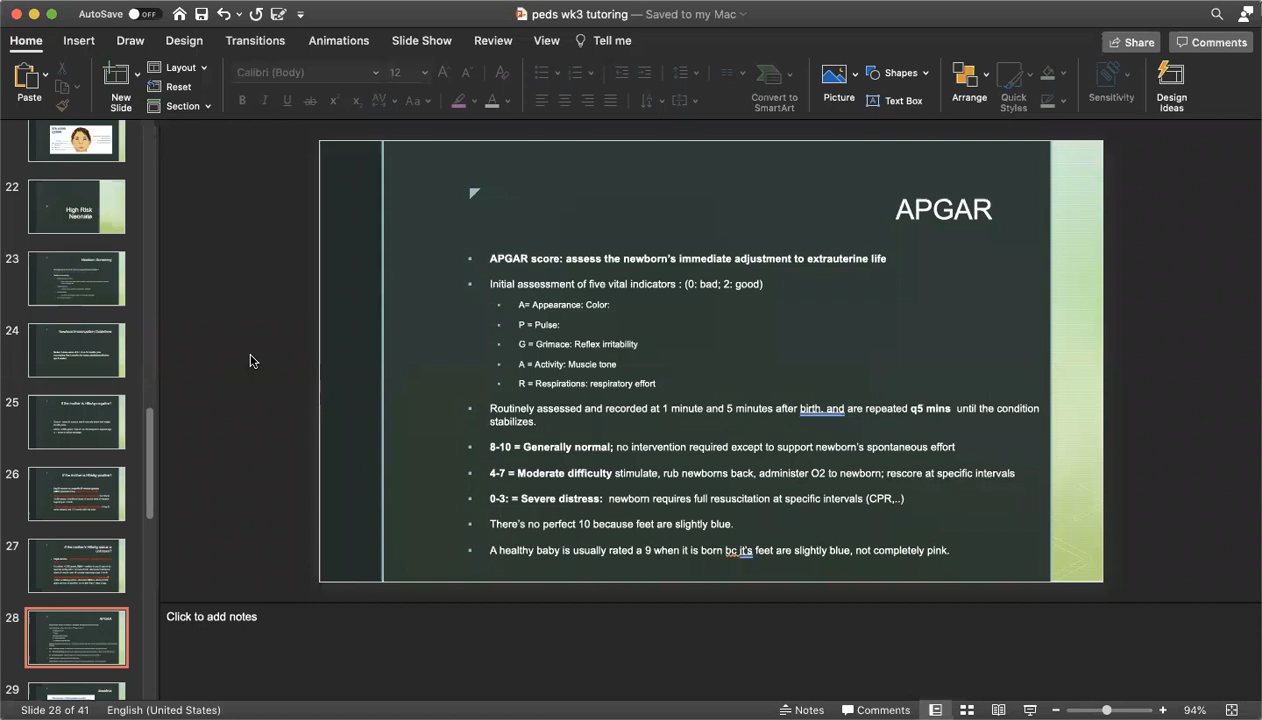 AutoSave OFF
peds wk3 tutoring — Saved to my Mac
Home Insert Draw Design Transitions Animations Slide Show Review View Tell me
Share Comments
Paste
New Slide
Layout
Reset
Section
Calibri (Body) 12
Convert to SmartArt
Picture
Shapes
Text Box
Arrange
Quick Styles
Sensitivity
Design Ideas
22
High Risk
Neonate
23
24
25
26
27
28
29
APGAR
APGAR score: assess the newborn's immediate adjustment to extrauterine life
Initial assessment of five vital indicators : (0: bad; 2: good)
A= Appearance: Color:
P = Pulse:
G = Grimace: Reflex irritability
A = Activity: Muscle tone
R = Respirations: respiratory effort
Routinely assessed and recorded at 1 minute and 5 minutes after birth, and are repeated q5 mins until the condition
stabilizes.
8-10 = Generally normal; no intervention required except to support newborn's spontaneous effort
4-7 = Moderate difficulty stimulate, rub newborns back, administer O2 to newborn; rescore at specific intervals
0-3: = Severe distress: newborn requires full resuscitation at specific intervals (CPR,..)
There's no perfect 10 because feet are slightly blue.
A healthy baby is usually rated a 9 when it is born bc it's feet are slightly blue, not completely pink.
Click to add notes
Slide 28 of 41 English (United States) Notes Comments 94%